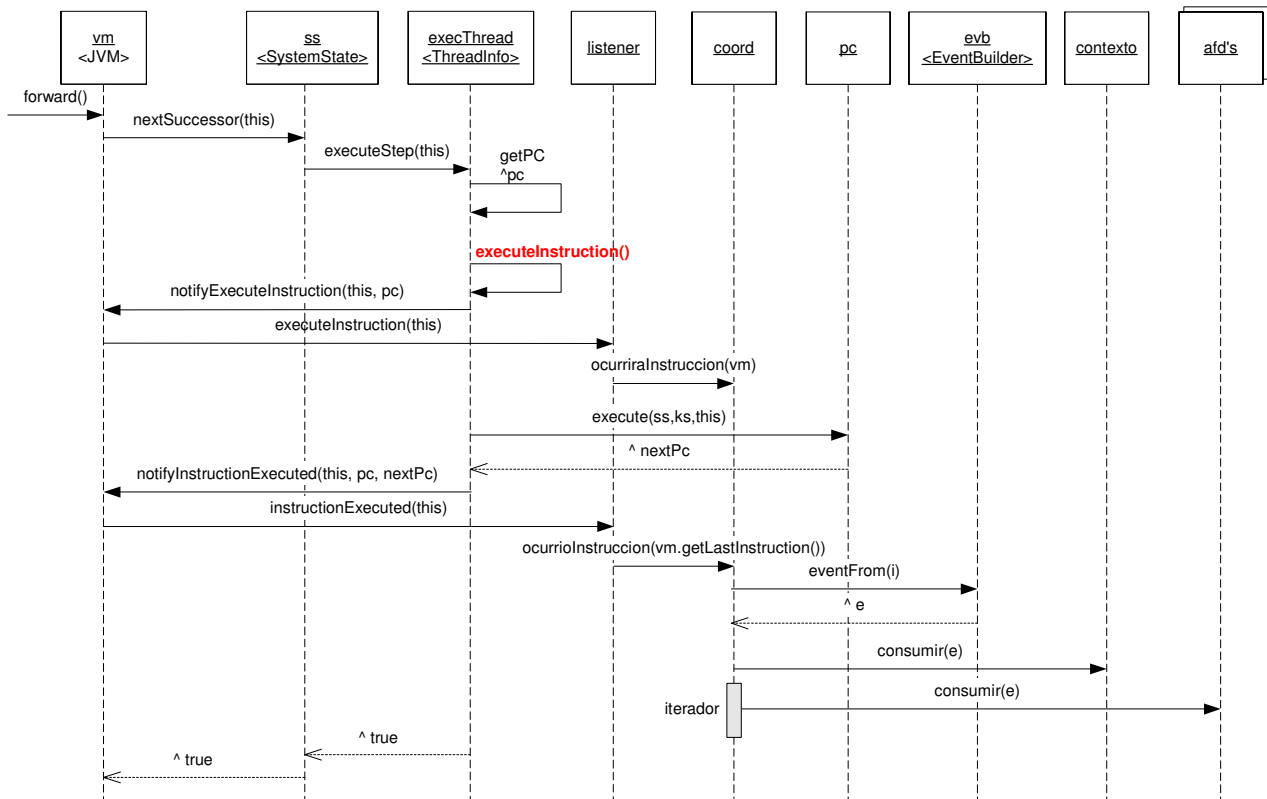 vm
<JVM>
ss
<SystemState>
execThread
<ThreadInfo>
listener
coord
pc
evb
<EventBuilder>
contexto
afd's
forward()
nextSuccessor(this)
executeStep(this)
getPC
^pc
executeInstruction()
notifyExecuteInstruction(this, pc)
executeInstruction(this)
ocurriraInstruccion(vm)
execute(ss,ks,this)
^ nextPc
notifyInstructionExecuted(this, pc, nextPc)
instructionExecuted(this)
ocurrioInstruccion(vm.getLastInstruction())
eventFrom(i)
^ e
consumir(e)
consumir(e)
iterador
^ true
^ true